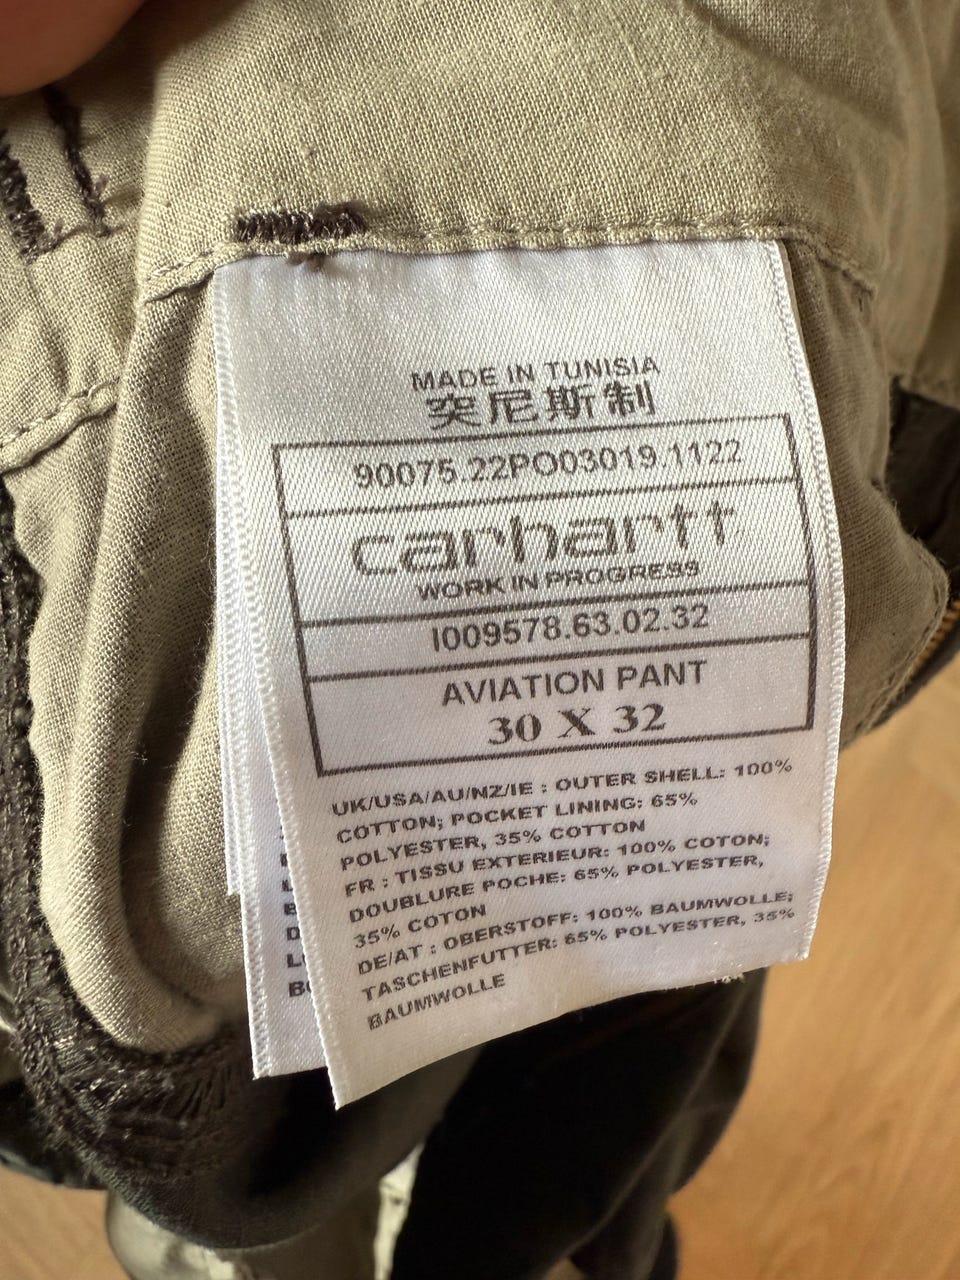 MADE IN TUNISIA
突尼斯制
90075.22PO03019.1122
carhartt
WORK IN PROGRESS
I009578.63.02.32
AVIATION PANT
30 X 32
UK/USA/AU/NZ/IE : OUTER SHELL: 100%
COTTON; POCKET LINING: 65%
POLYESTER, 35% COTTON
FR : TISSU EXTERIEUR: 100% COTON;
DOUBLURE POCHE: 65% POLYESTER,
35% COTON
DE/AT : OBERSTOFF: 100% BAUMWOLLE;
TASCHENFUTTER: 65% POLYESTER, 35%
BAUMWOLLE